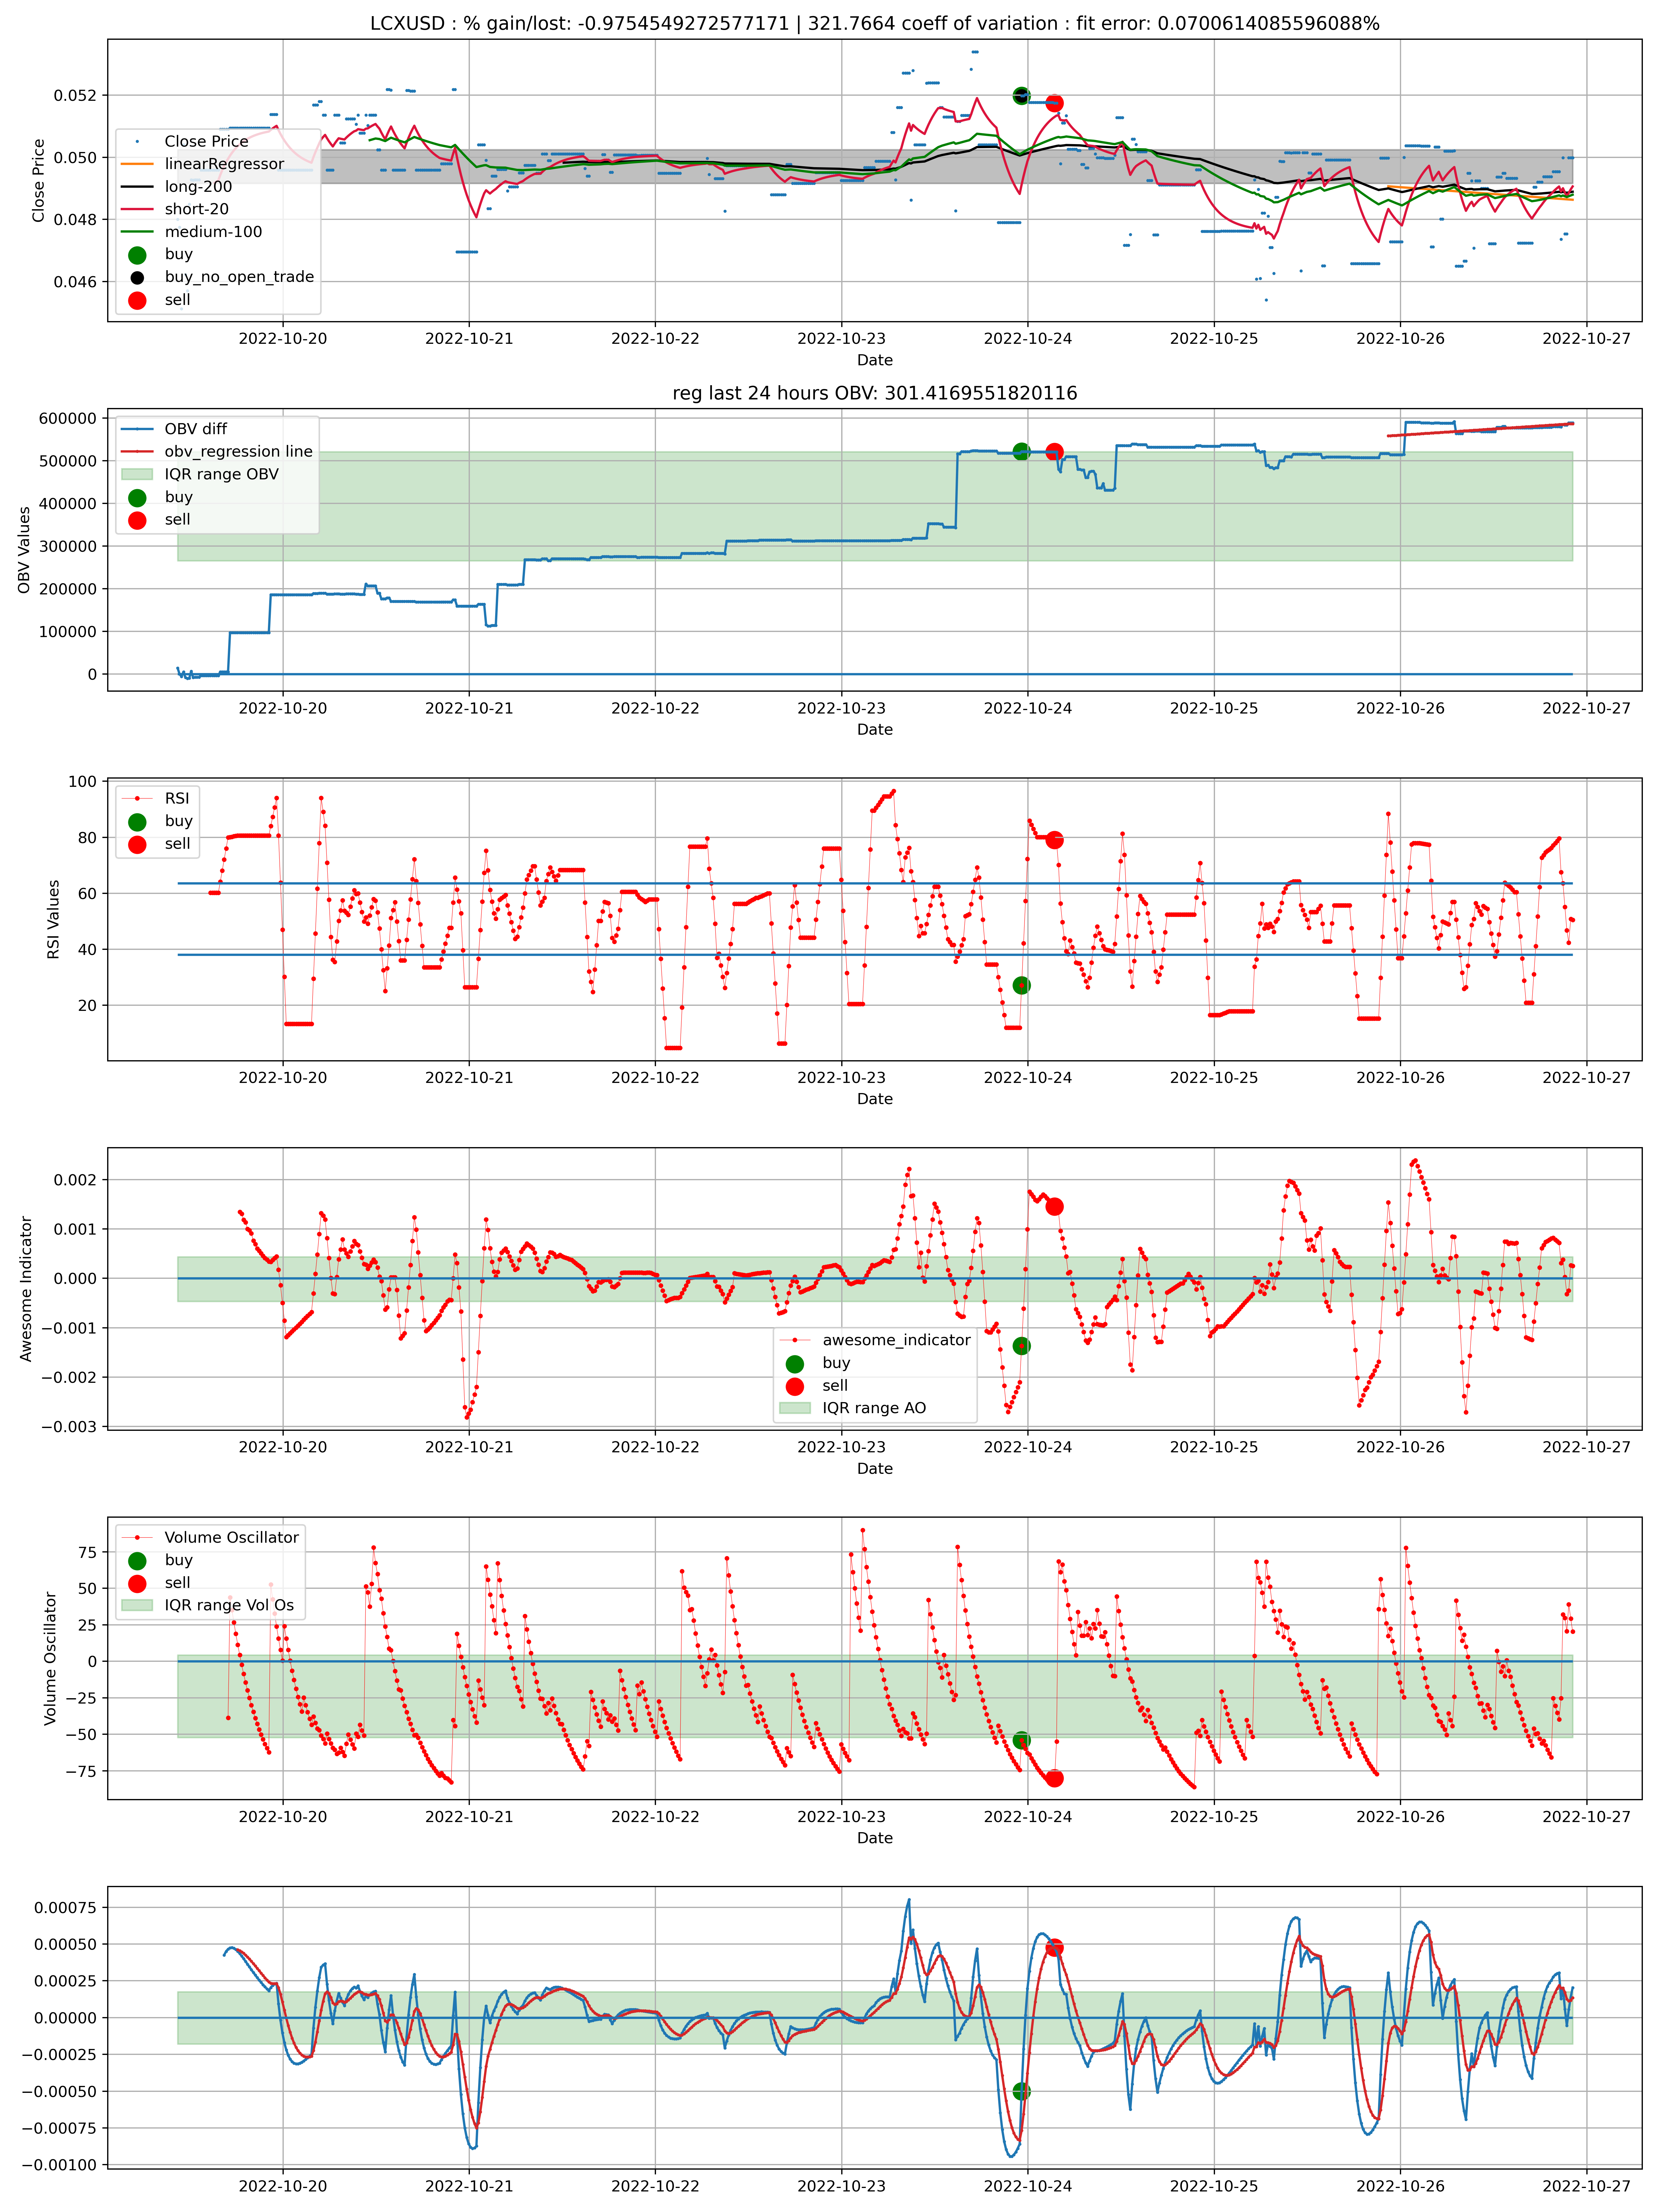 LCXUSD : % gain/lost: -0.9754549272577171 | 321.7664 coeff of variation : fit error: 0.0700614085596088%
Close Price
0.052
0.050
0.048
0.046
Close Price
linearRegressor
long-200
short-20
medium-100
buy
buy_no_open_trade
sell
2022-10-20 2022-10-21 2022-10-22 2022-10-23 2022-10-24 2022-10-25 2022-10-26 2022-10-27
Date
reg last 24 hours OBV: 301.4169551820116
OBV Values
600000
500000
400000
300000
200000
100000
0
OBV diff
obv_regression line
IQR range OBV
buy
sell
2022-10-20 2022-10-21 2022-10-22 2022-10-23 2022-10-24 2022-10-25 2022-10-26 2022-10-27
Date
RSI Values
100
80
60
40
20
RSI
buy
sell
2022-10-20 2022-10-21 2022-10-22 2022-10-23 2022-10-24 2022-10-25 2022-10-26 2022-10-27
Date
Awesome Indicator
0.002
0.001
0.000
−0.001
−0.002
−0.003
awesome_indicator
buy
sell
IQR range AO
2022-10-20 2022-10-21 2022-10-22 2022-10-23 2022-10-24 2022-10-25 2022-10-26 2022-10-27
Date
Volume Oscillator
75
50
25
0
−25
−50
−75
Volume Oscillator
buy
sell
IQR range Vol Os
2022-10-20 2022-10-21 2022-10-22 2022-10-23 2022-10-24 2022-10-25 2022-10-26 2022-10-27
Date
0.00075
0.00050
0.00025
0.00000
−0.00025
−0.00050
−0.00075
−0.00100
2022-10-20 2022-10-21 2022-10-22 2022-10-23 2022-10-24 2022-10-25 2022-10-26 2022-10-27